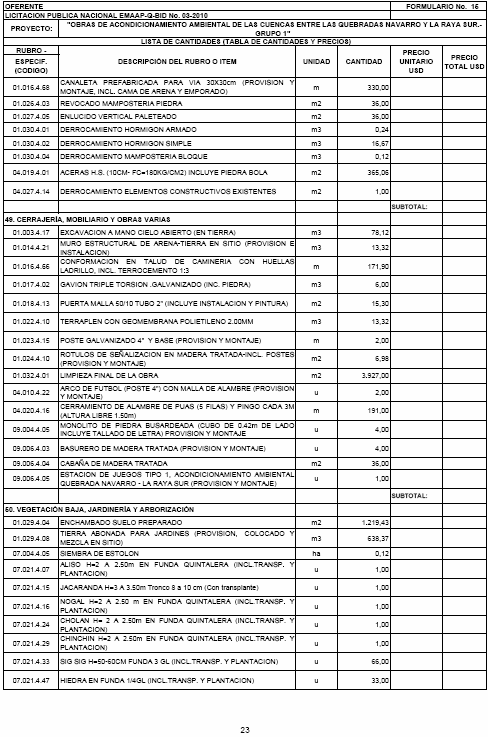 OFERENTE FORMULARIO No. 16
LICITACION PUBLICA NACIONAL EMAAP-Q-BID No. 03-2010
PROYECTO: "OBRAS DE ACONDICIONAMIENTO AMBIENTAL DE LAS CUENCAS ENTRE LAS QUEBRADAS NAVARRO Y LA RAYA SUR.-
GRUPO 1"
LISTA DE CANTIDADES (TABLA DE CANTIDADES Y PRECIOS)
RUBRO -
ESPECIF.
(CODIGO)
DESCRIPCIÓN DEL RUBRO O ITEM
UNIDAD
CANTIDAD
PRECIO
UNITARIO
USD
PRECIO
TOTAL USD
01.016.4.68 CANALETA PREFABRICADA PARA VIA 30X30cm (PROVISION Y
MONTAJE, INCL. CAMA DE ARENA Y EMPORADO) m 330,00
01.026.4.03 REVOCADO MAMPOSTERIA PIEDRA m2 36,00
01.027.4.05 ENLUCIDO VERTICAL PALETEADO m2 36,00
01.030.4.01 DERROCAMIENTO HORMIGON ARMADO m3 0,24
01.030.4.02 DERROCAMIENTO HORMIGON SIMPLE m3 16,67
01.030.4.04 DERROCAMIENTO MAMPOSTERIA BLOQUE m3 0,12
04.019.4.01 ACERAS H.S. (10CM- FC=180KG/CM2) INCLUYE PIEDRA BOLA m2 365,06
04.027.4.14 DERROCAMIENTO ELEMENTOS CONSTRUCTIVOS EXISTENTES m2 1,00
SUBTOTAL:
49. CERRAJERÍA, MOBILIARIO Y OBRAS VARIAS
01.003.4.17 EXCAVACION A MANO CIELO ABIERTO (EN TIERRA) m3 78,12
01.014.4.21 MURO ESTRUCTURAL DE ARENA-TIERRA EN SITIO (PROVISION E
INSTALACION) m3 13,32
01.016.4.66 CONFORMACION EN TALUD DE CAMINERIA CON HUELLAS
LADRILLO, INCL. TERROCEMENTO 1:3 m 171,90
01.017.4.02 GAVION TRIPLE TORSION .GALVANIZADO (INC. PIEDRA) m3 6,00
01.018.4.13 PUERTA MALLA 50/10 TUBO 2" (INCLUYE INSTALACION Y PINTURA) m2 15,30
01.022.4.10 TERRAPLEN CON GEOMEMBRANA POLIETILENO 2.00MM m3 13,32
01.023.4.15 POSTE GALVANIZADO 4" Y BASE (PROVISION Y MONTAJE) m 2,00
01.024.4.10 ROTULOS DE SEÑALIZACION EN MADERA TRATADA-INCL. POSTES
(PROVISION Y MONTAJE) m2 6,98
01.032.4.01 LIMPIEZA FINAL DE LA OBRA m2 3.927,00
04.010.4.22 ARCO DE FUTBOL (POSTE 4") CON MALLA DE ALAMBRE (PROVISION
Y MONTAJE) u 2,00
04.020.4.16 CERRAMIENTO DE ALAMBRE DE PUAS (5 FILAS) Y PINGO CADA 3M
(ALTURA LIBRE 1.50m) m 191,00
09.004.4.05 MONOLITO DE PIEDRA BUSARDEADA (CUBO DE 0.42m DE LADO
INCLUYE TALLADO DE LETRA) PROVISION Y MONTAJE u 4,00
09.006.4.03 BASURERO DE MADERA TRATADA (PROVISION Y MONTAJE) u 4,00
09.006.4.04 CABAÑA DE MADERA TRATADA m2 36,00
09.006.4.05 ESTACION DE JUEGOS TIPO 1, ACONDICIONAMIENTO AMBIENTAL
QUEBRADA NAVARRO - LA RAYA SUR (PROVISION Y MONTAJE) u 1,00
SUBTOTAL:
50. VEGETACIÓN BAJA, JARDINERÍA Y ARBORIZACIÓN
01.029.4.04 ENCHAMBADO SUELO PREPARADO m2 1.219,43
01.029.4.08 TIERRA ABONADA PARA JARDINES (PROVISION, COLOCADO Y
MEZCLA EN SITIO) m3 638,37
07.004.4.05 SIEMBRA DE ESTOLON ha 0,12
07.021.4.07 ALISO H=2 A 2.50m EN FUNDA QUINTALERA (INCL.TRANSP. Y
PLANTACION) u 1,00
07.021.4.15 JACARANDA H=3 A 3.50m Tronco 8 a 10 cm (Con transplante) u 1,00
07.021.4.16 NOGAL H=2 A 2.50 m EN FUNDA QUINTALERA (INCL.TRANSP. Y
PLANTACION) u 1,00
07.021.4.24 CHOLAN H= 2 A 2.50m EN FUNDA QUINTALERA (INCL.TRANSP. Y
PLANTACION) u 1,00
07.021.4.29 CHINCHIN H=2 A 2.50m EN FUNDA QUINTALERA (INCL.TRANSP. Y
PLANTACION) u 1,00
07.021.4.33 SIG SIG H=50-60CM FUNDA 3 GL (INCL.TRANSP. Y PLANTACION) u 66,00
07.021.4.47 HIEDRA EN FUNDA 1/4GL (INCL.TRANSP. Y PLANTACION) u 33,00
23